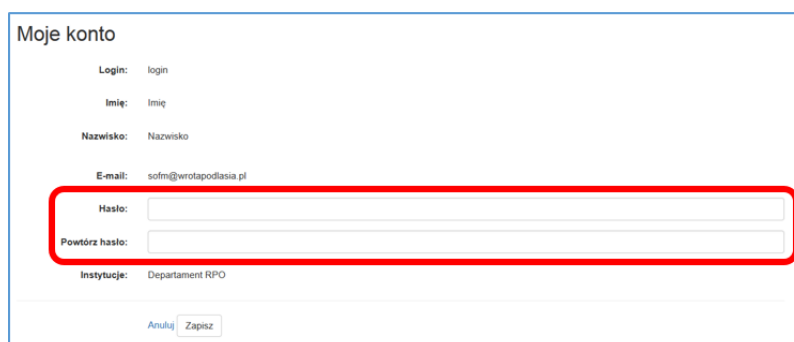 Moje konto
Login: login
Imię: Imię
Nazwisko: Nazwisko
E-mail: sofm@wrotapodlasia.pl
Hasło:
Powtórz hasło:
Instytucje: Departament RPO
Anuluj Zapisz